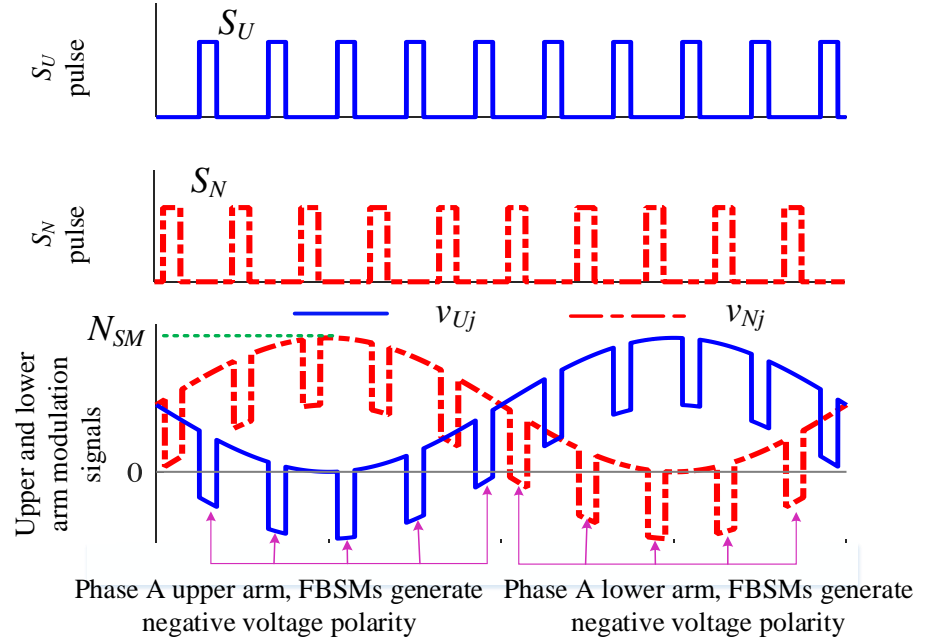 S_U pulse
S_U
S_N pulse
S_N
v_Uj
v_Nj
N_SM
Upper and lower
arm modulation
signals
0
Phase A upper arm, FBSMs generate
negative voltage polarity
Phase A lower arm, FBSMs generate
negative voltage polarity